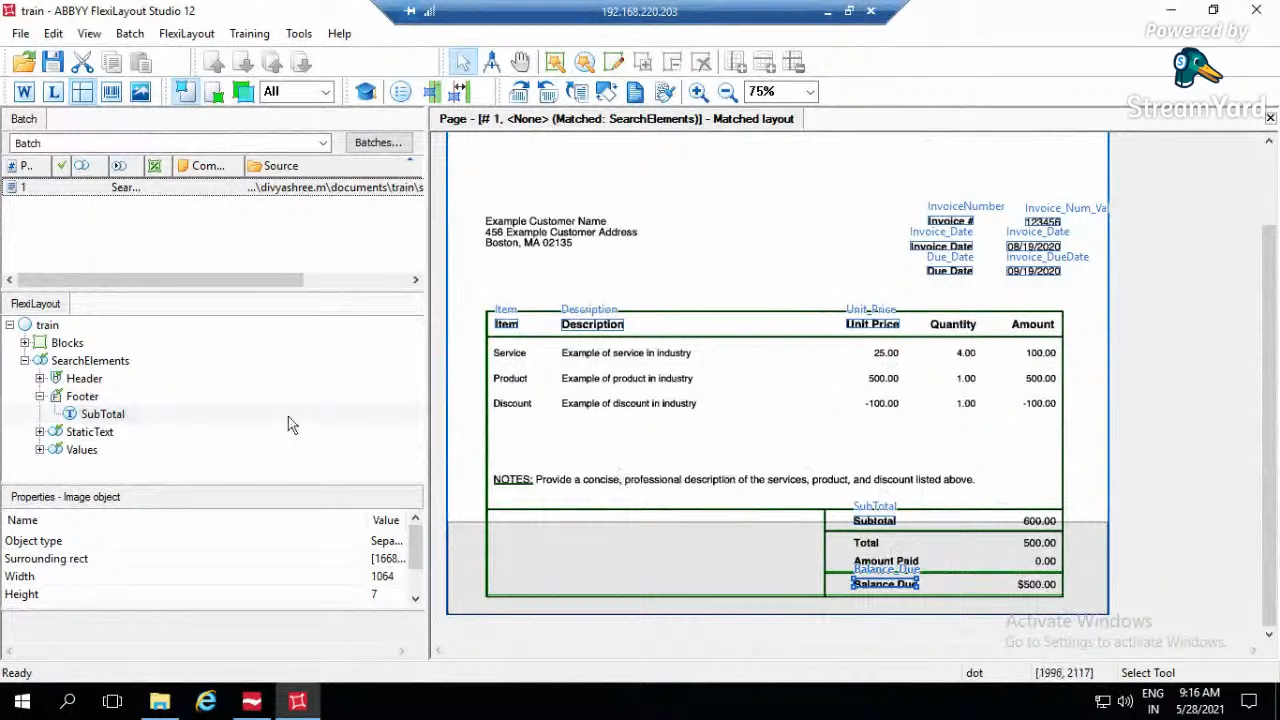 train - ABBYY FlexiLayout Studio 12
192.168.220.203
Powered by
StreamYard
File Edit View Batch FlexiLayout Training Tools Help
W L All 75%
Batch
Page - [# 1, <None> (Matched: SearchElements)] - Matched layout
Batch Batches...
# P.. Com... Source
1 Sear... ...\divyashree.m\documents\train\s
FlexiLayout
train
Blocks
SearchElements
Header
Footer
SubTotal
StaticText
Values
Properties - Image object
Name Value
Object type Sepa...
Surrounding rect [1668...
Width 1064
Height 7
Example Customer Name
456 Example Customer Address
Boston, MA 02135
InvoiceNumber Invoice_Num_Va
Invoice # 123456
Invoice_Date Invoice_Date
Invoice Date 08/19/2020
Due_Date Invoice_DueDate
Due Date 09/19/2020
Item Description Unit_Price
Item Description Unit Price Quantity Amount
Service Example of service in industry 25.00 4.00 100.00
Product Example of product in industry 500.00 1.00 500.00
Discount Example of discount in industry -100.00 1.00 -100.00
NOTES: Provide a concise, professional description of the services, product, and discount listed above.
SubTotal
Subtotal 600.00
Total 500.00
Amount Paid 0.00
Balance_Due
Balance Due $500.00
Activate Windows
Go to Settings to activate Windows.
Ready dot [1996, 2117] Select Tool
ENG 9:16 AM
IN 5/28/2021